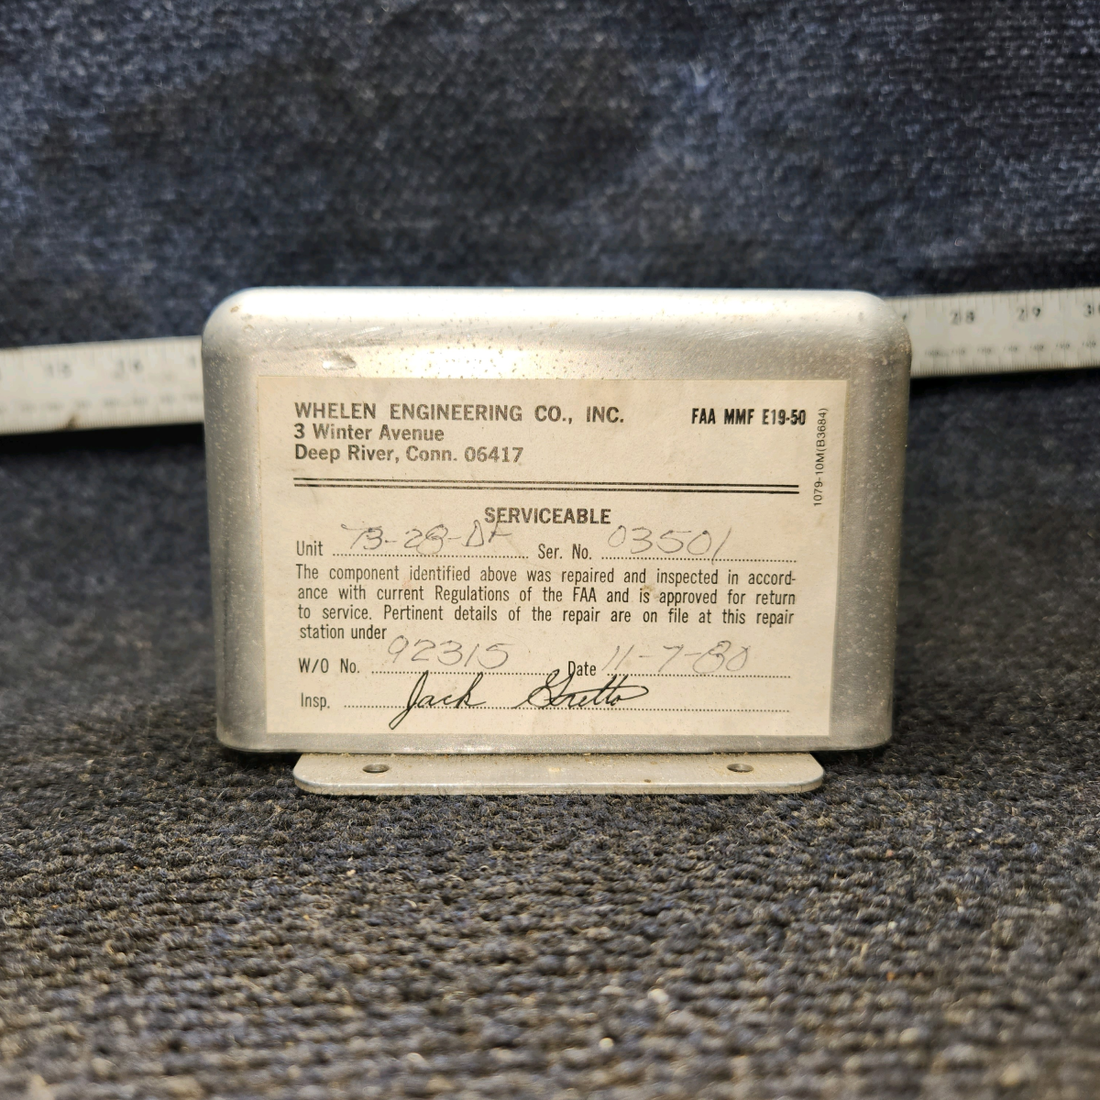 WHELEN ENGINEERING CO., INC. FAA MMF E19-50
3 Winter Avenue
Deep River, Conn. 06417
1079-10M(B3684)
SERVICEABLE
Unit Ser. No. 03501
The component identified above was repaired and inspected in accord-
ance with current Regulations of the FAA and is approved for return
to service. Pertinent details of the repair are on file at this repair
station under
W/O No. 92315 Date 11-7-80
Insp. Jack
28 29